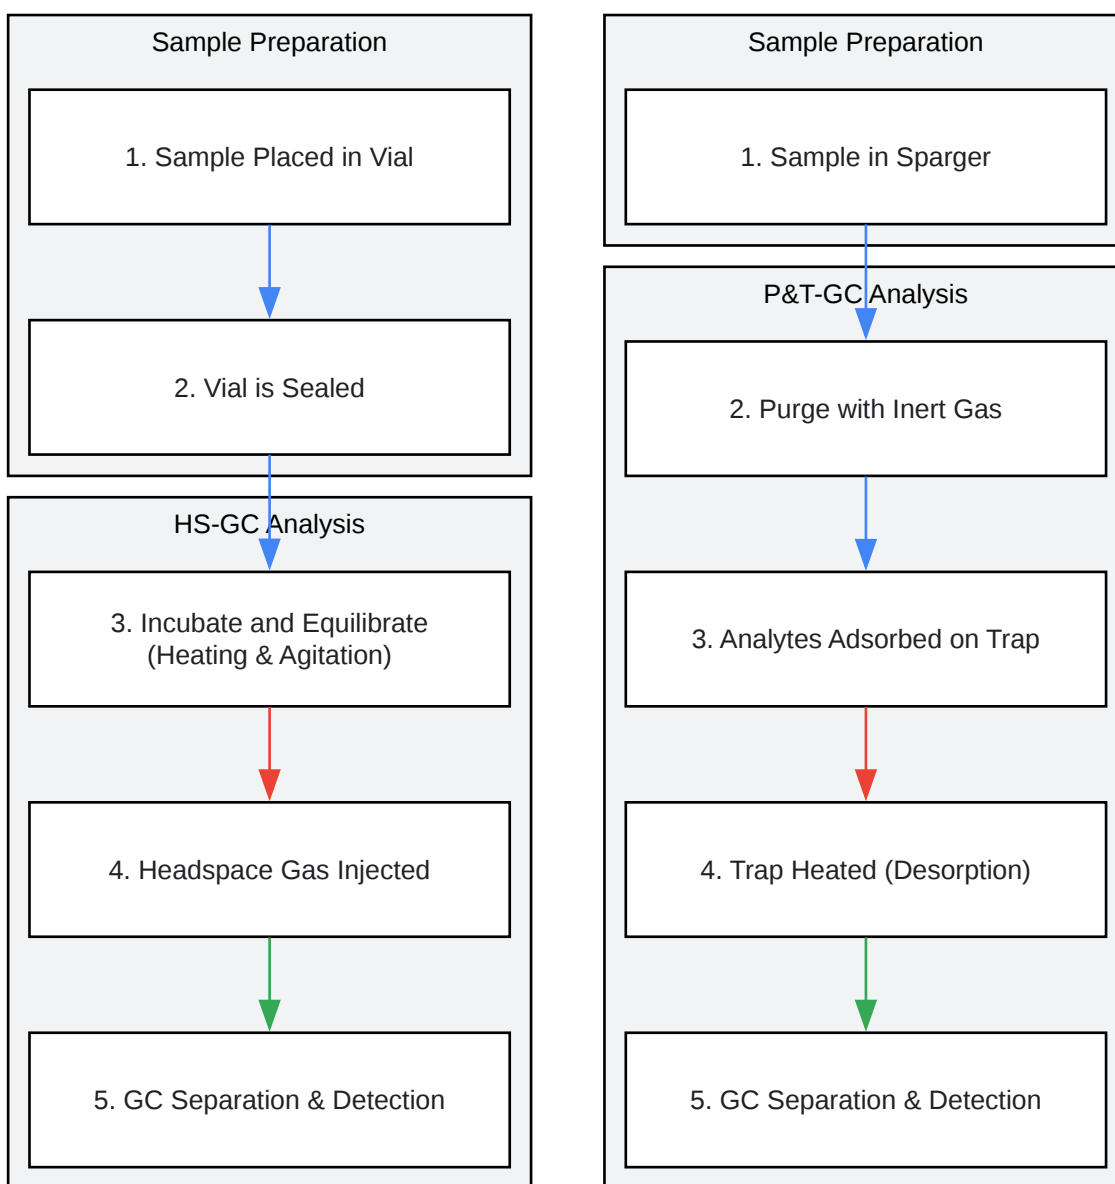 Sample Preparation
1. Sample Placed in Vial
2. Vial is Sealed
HS-GC Analysis
3. Incubate and Equilibrate
(Heating & Agitation)
4. Headspace Gas Injected
5. GC Separation & Detection
Sample Preparation
1. Sample in Sparger
P&T-GC Analysis
2. Purge with Inert Gas
3. Analytes Adsorbed on Trap
4. Trap Heated (Desorption)
5. GC Separation & Detection